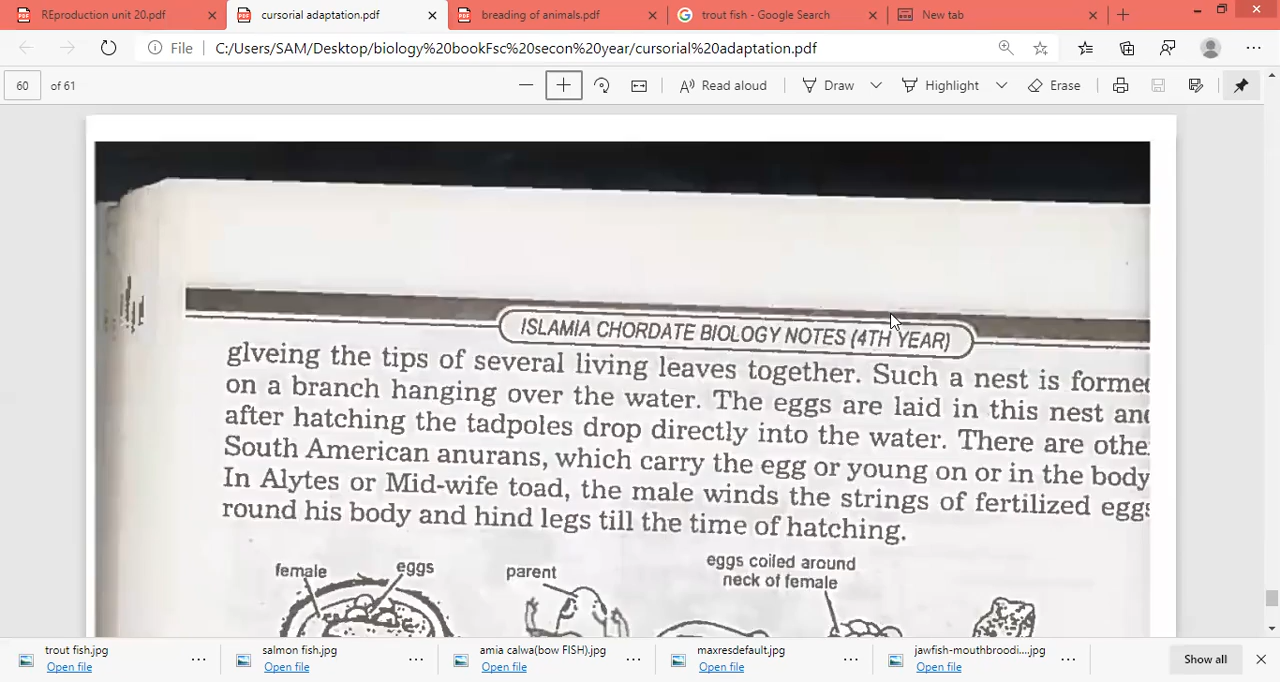 REproduction unit 20.pdf
cursorial adaptation.pdf
breading of animals.pdf
trout fish - Google Search
New tab
File
C:/Users/SAM/Desktop/biology%20bookFsc%20secon%20year/cursorial%20adaptation.pdf
60 of 61
Read aloud
Draw
Highlight
Erase
ISLAMIA CHORDATE BIOLOGY NOTES (4TH YEAR)
glveing the tips of several living leaves together. Such a nest is forme
on a branch hanging over the water. The eggs are laid in this nest an
after hatching the tadpoles drop directly into the water. There are othe
South American anurans, which carry the egg or young on or in the body
In Alytes or Mid-wife toad, the male winds the strings of fertilized eggs
round his body and hind legs till the time of hatching.
female
eggs
parent
eggs coiled around
neck of female
trout fish.jpg
Open file
salmon fish.jpg
Open file
amia calwa(bow FISH).jpg
Open file
maxresdefault.jpg
Open file
jawfish-mouthbroodi....jpg
Open file
Show all